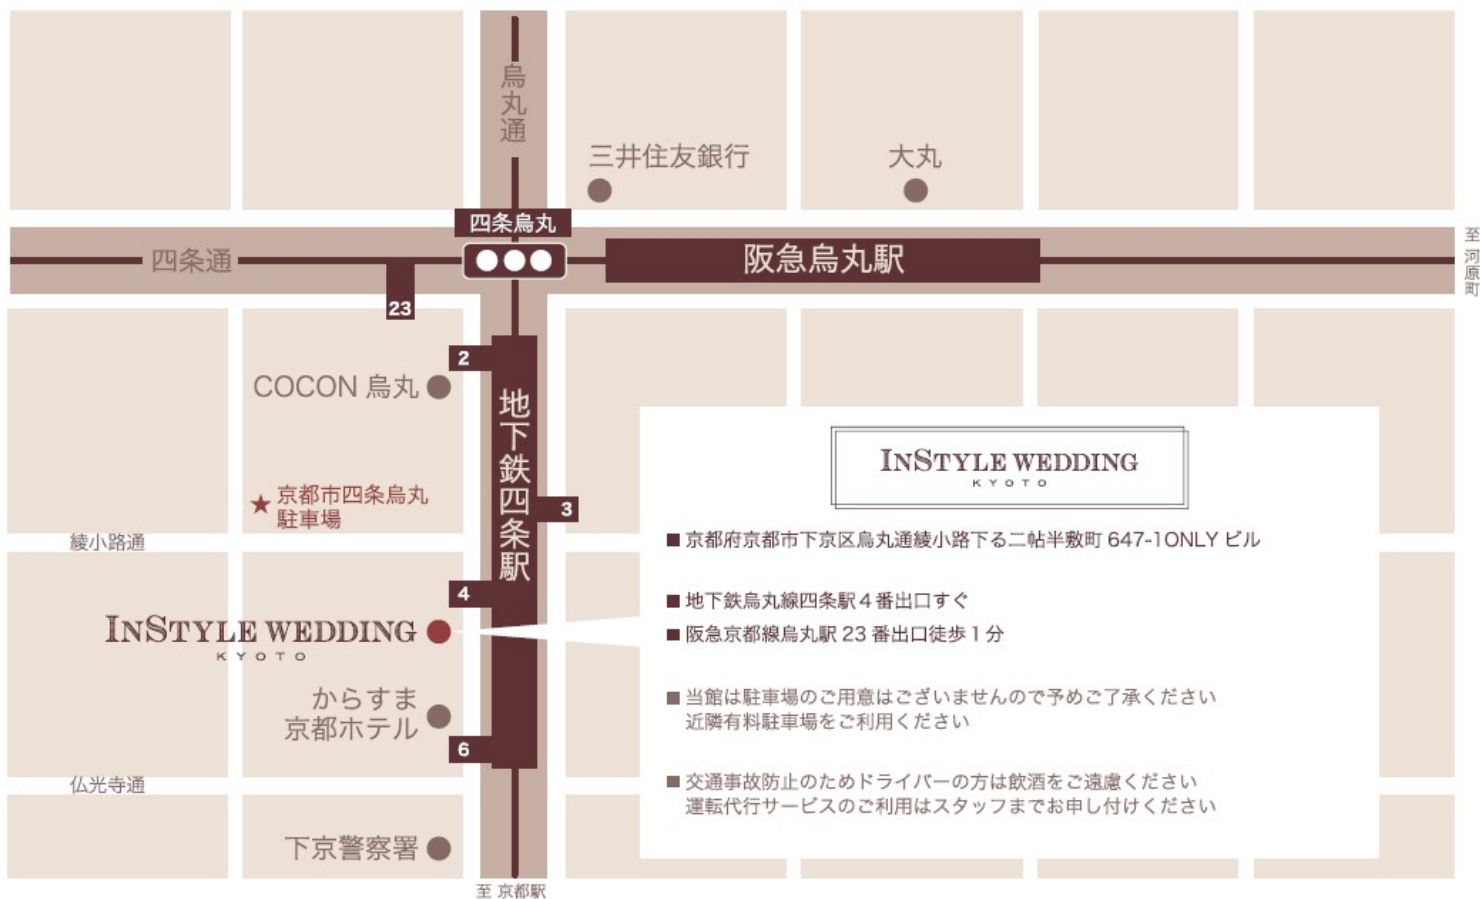 烏丸通
三井住友銀行
大丸
四条烏丸
四条通
阪急烏丸駅
至 河原町
23
2
COCON 烏丸
地下鉄四条駅
★ 京都市四条烏丸
駐車場
3
綾小路通
4
INSTYLE WEDDING
KYOTO
からすま
京都ホテル
6
仏光寺通
下京警察署
至 京都駅
INSTYLE WEDDING
KYOTO
■ 京都府京都市下京区烏丸通綾小路下る二帖半敷町 647-1ONLY ビル
■ 地下鉄烏丸線四条駅 4 番出口すぐ
■ 阪急京都線烏丸駅 23 番出口徒歩 1 分
■ 当館は駐車場のご用意はございませんので予めご了承ください
近隣有料駐車場をご利用ください
■ 交通事故防止のためドライバーの方は飲酒をご遠慮ください
運転代行サービスのご利用はスタッフまでお申し付けください